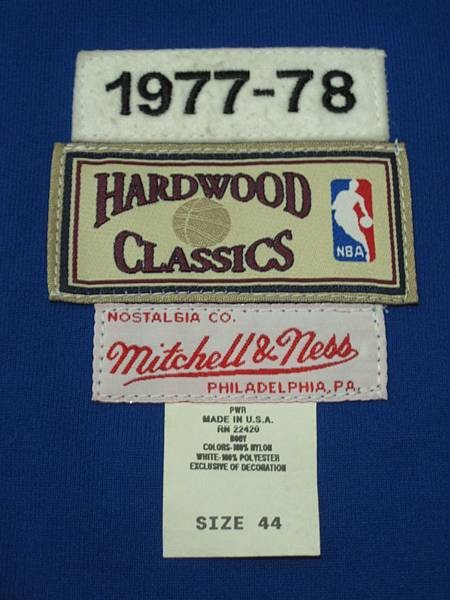 1977-78
HARDWOOD
CLASSICS
NBA
NOSTALGIA CO.
Mitchell & Ness
PHILADELPHIA, PA.
PWR
MADE IN U.S.A.
RN 22420
BODY
COLORS-100% NYLON
WHITE-100% POLYESTER
EXCLUSIVE OF DECORATION
SIZE 44